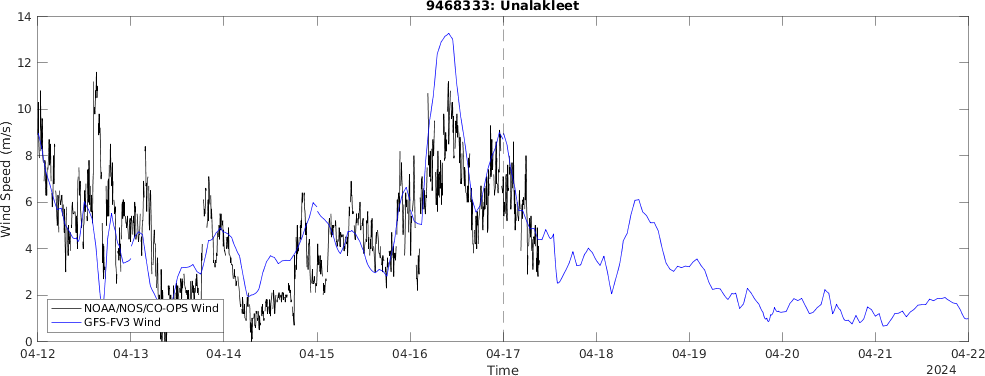 9468333: Unalakleet
Wind Speed (m/s)
14
12
10
8
6
4
2
0
NOAA/NOS/CO-OPS Wind
GFS-FV3 Wind
04-12 04-13 04-14 04-15 04-16 04-17 04-18 04-19 04-20 04-21 04-22
Time
2024